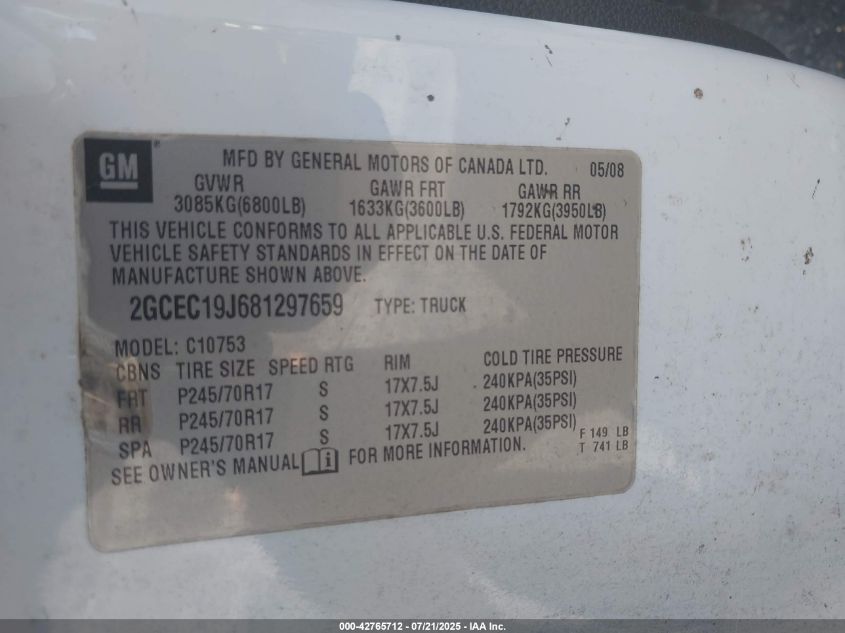 GM
MFD BY GENERAL MOTORS OF CANADA LTD. 05/08
GVWR GAWR FRT GAWR RR
3085KG(6800LB) 1633KG(3600LB) 1792KG(3950LB)
THIS VEHICLE CONFORMS TO ALL APPLICABLE U.S. FEDERAL MOTOR
VEHICLE SAFETY STANDARDS IN EFFECT ON THE DATE OF
MANUFACTURE SHOWN ABOVE.
2GCEC19J681297659 TYPE: TRUCK
MODEL: C10753
CBNS TIRE SIZE SPEED RTG RIM COLD TIRE PRESSURE
FRT P245/70R17 S 17X7.5J 240KPA(35PSI)
RR P245/70R17 S 17X7.5J 240KPA(35PSI)
SPA P245/70R17 S 17X7.5J 240KPA(35PSI)
SEE OWNER'S MANUAL i FOR MORE INFORMATION.
F 149 LB
T 741 LB
000-42765712 - 07/21/2025 - IAA Inc.